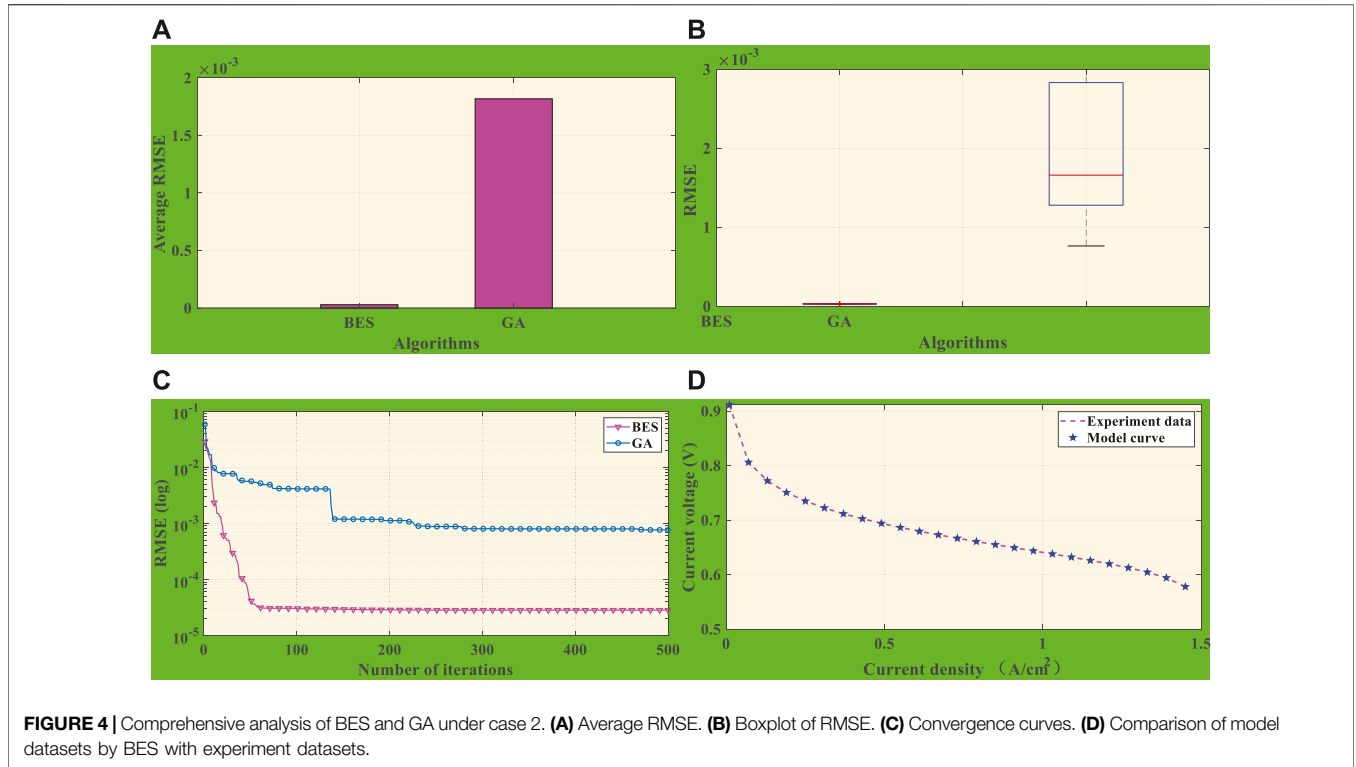 A
×10⁻³
2
1.5
1
0.5
0
Average RMSE
BES GA
Algorithms
B
×10⁻³
3
2
1
0
RMSE
BES GA
Algorithms
C
10⁻¹
10⁻²
10⁻³
10⁻⁴
10⁻⁵
RMSE (log)
BES
GA
0 100 200 300 400 500
Number of iterations
D
0.9
0.8
0.7
0.6
0.5
Current voltage (V)
Experiment data
Model curve
0 0.5 1 1.5
Current density （A/cm²）
FIGURE 4 | Comprehensive analysis of BES and GA under case 2. (A) Average RMSE. (B) Boxplot of RMSE. (C) Convergence curves. (D) Comparison of model
datasets by BES with experiment datasets.